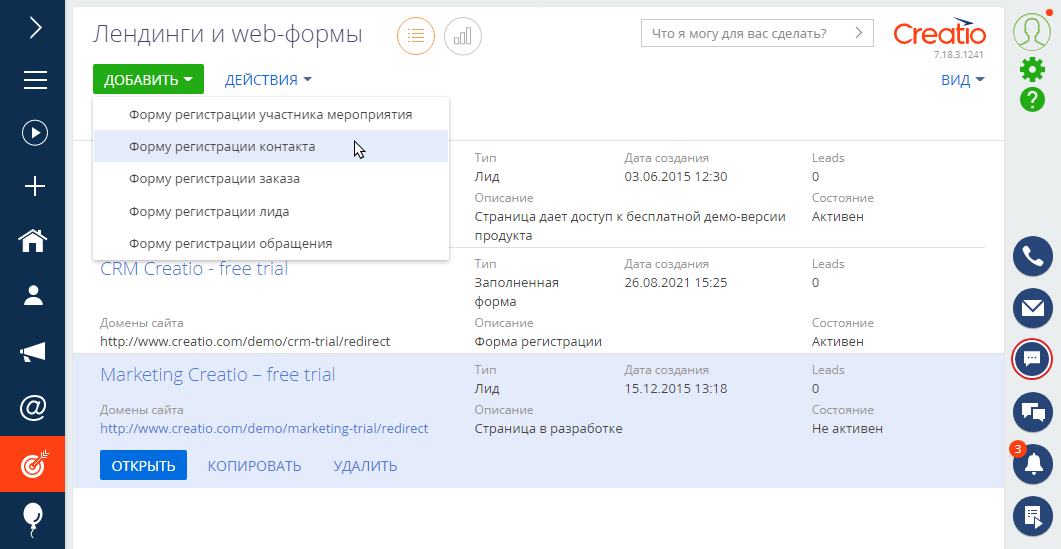 Лендинги и web-формы
Что я могу для вас сделать?
Creatio
7.18.3.1241
ДОБАВИТЬ
ДЕЙСТВИЯ
ВИД
Форму регистрации участника мероприятия
Форму регистрации контакта
Форму регистрации заказа
Форму регистрации лида
Форму регистрации обращения
Тип
Дата создания
Leads
Лид
03.06.2015 12:30
0
Описание
Состояние
Страница дает доступ к бесплатной демо-версии
Активен
продукта
CRM Creatio - free trial
Тип
Дата создания
Leads
Заполненная
26.08.2021 15:25
0
форма
Домены сайта
Описание
Состояние
http://www.creatio.com/demo/crm-trial/redirect
Форма регистрации
Активен
Marketing Creatio – free trial
Тип
Дата создания
Leads
Лид
15.12.2015 13:18
0
Домены сайта
Описание
Состояние
http://www.creatio.com/demo/marketing-trial/redirect
Страница в разработке
Не активен
ОТКРЫТЬ
КОПИРОВАТЬ
УДАЛИТЬ
3